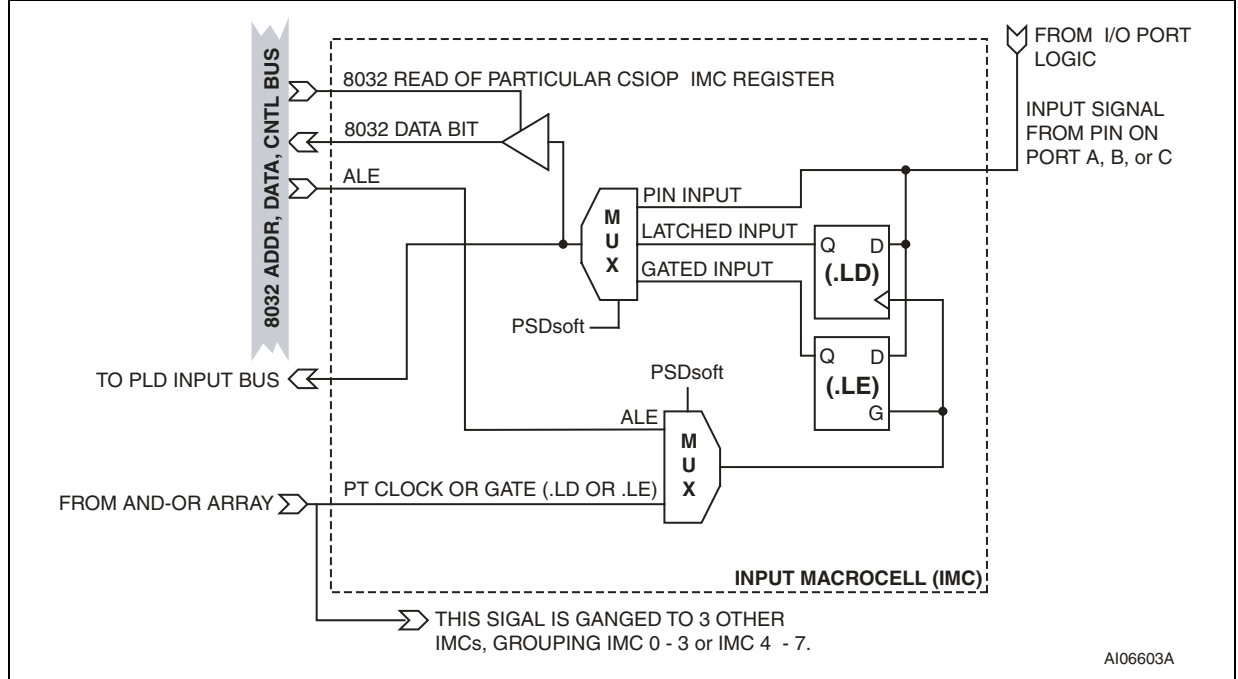 8032 ADDR, DATA, CNTL BUS
8032 READ OF PARTICULAR CSIOP IMC REGISTER
8032 DATA BIT
ALE
FROM I/O PORT
LOGIC
INPUT SIGNAL
FROM PIN ON
PORT A, B, or C
MUX
PIN INPUT
LATCHED INPUT
GATED INPUT
Q D
(.LD)
PSDsoft
Q D
(.LE)
G
TO PLD INPUT BUS
PSDsoft
ALE
MUX
FROM AND-OR ARRAY
PT CLOCK OR GATE (.LD OR .LE)
INPUT MACROCELL (IMC)
THIS SIGAL IS GANGED TO 3 OTHER
IMCs, GROUPING IMC 0 - 3 or IMC 4 - 7.
AI06603A